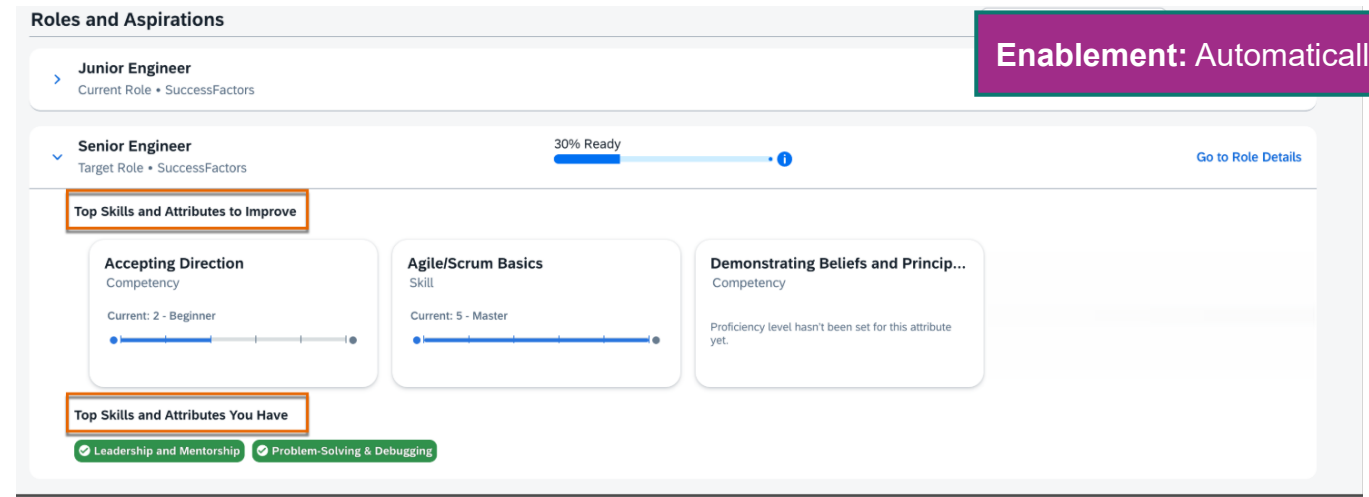 Roles and Aspirations
Enablement: Automaticall
Junior Engineer
Current Role • SuccessFactors
Senior Engineer
Target Role • SuccessFactors
30% Ready
Go to Role Details
Top Skills and Attributes to Improve
Accepting Direction
Competency
Current: 2 - Beginner
Agile/Scrum Basics
Skill
Current: 5 - Master
Demonstrating Beliefs and Princip...
Competency
Proficiency level hasn't been set for this attribute
yet.
Top Skills and Attributes You Have
Leadership and Mentorship
Problem-Solving & Debugging